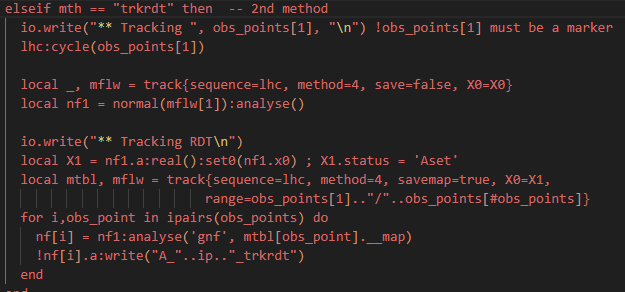 elseif mth == "trkrdt" then  -- 2nd method
  io.write("** Tracking ", obs_points[1], "\n") !obs_points[1] must be a marker
  lhc:cycle(obs_points[1])

  local _, mflw = track{sequence=lhc, method=4, save=false, X0=X0}
  local nf1 = normal(mflw[1]):analyse()

  io.write("** Tracking RDT\n")
  local X1 = nf1.a:real():set0(nf1.x0) ; X1.status = 'Aset'
  local mtbl, mflw = track{sequence=lhc, method=4, savemap=true, X0=X1,
                           range=obs_points[1].."/"..obs_points[#obs_points]}
  for i,obs_point in ipairs(obs_points) do
    nf[i] = nf1:analyse('gnf', mtbl[obs_point].__map)
    !nf[i].a:write("A_"..ip.."_trkrdt")
  end
end